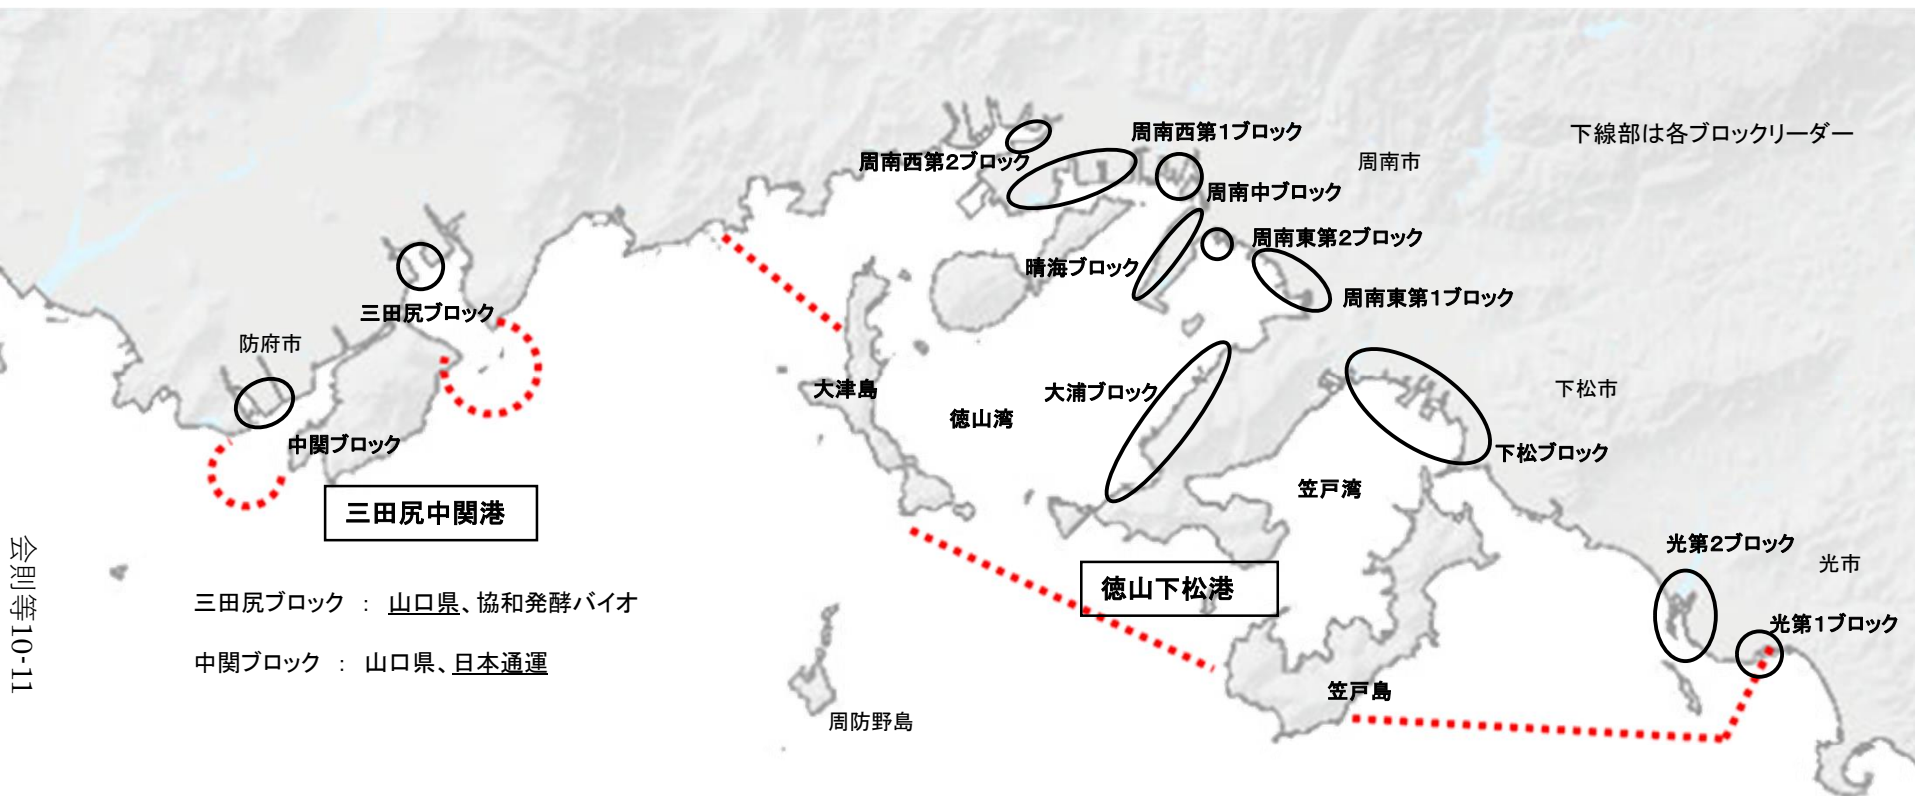 周南西第1ブロック
下線部は各ブロックリーダー
周南西第2ブロック
周南市
周南中ブロック
周南東第2ブロック
晴海ブロック
周南東第1ブロック
三田尻ブロック
防府市
大津島
大浦ブロック
下松市
徳山湾
中関ブロック
下松ブロック
笠戸湾
三田尻中関港
光第2ブロック
光市
徳山下松港
三田尻ブロック ： 山口県、協和発酵バイオ
光第1ブロック
中関ブロック ： 山口県、日本通運
笠戸島
周防野島
会則等10-11